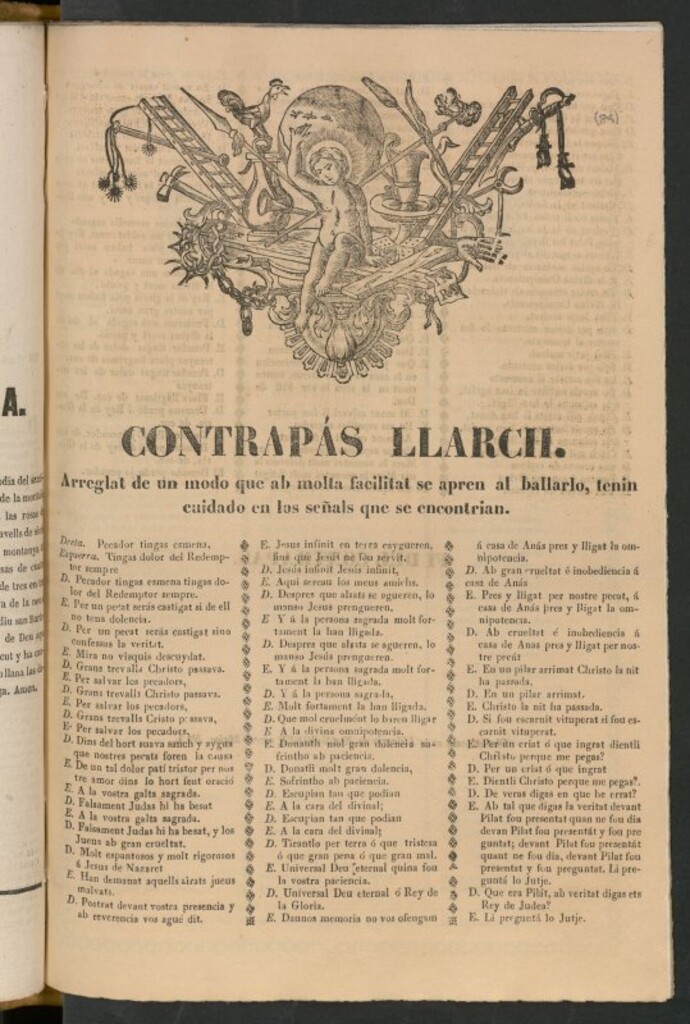 (84)
A.
CONTRAPÁS LLARCH.
Arreglat de un modo que ab molta facilitat se apren al ballarlo, tenin
cuidado en los señals que se encontrian.
Dreta. Pecador tingas esmena,
Esquerra. Tingas dolor del Redemp-
tor sempre
D. Pecador tingas esmena tingas do-
lor del Redemptor sempre.
E. Per un pecat serás castigat si de ell
no tens dolencia.
D. Per un pecat serás castigat sino
confessas la veritat.
E. Mira no visquis descuydat.
D. Grans trevalls Christo passava.
E. Per salvar los pecadors,
D. Grans trevalls Christo passava.
E. Per salvar los pecadors,
D. Grans trevalls Cristo passava,
E. Per salvar los pecadors.
D. Dins del hort suava sanch y aygua
que nostres pecats foren la causa
E. De un tal dolor patí tristor per nos
tre amor dins lo hort feut oració
E. A la vostra galta sagrada.
D. Falsament Judas hi ha besat
E. A la vostra galta sagrada.
D. Falsament Judas hi ha besat, y los
Jueus ab gran crueltat.
D. Molt espantosos y molt rigorosos
á Jesus de Nazaret
E. Han demanat aquells airats jueus
malvats.
D. Postrat devant vostra presencia y
ab reverencia vos agué dit.
E. Jesus infinit en terra caygueren,
fins que Jesús ne fou servit.
D. Jesús infinit Jesús infinit,
E. Aqui sereau los meus amichs.
D. Despres que alsats se agueren, lo
manso Jesus prengueren.
E Y á la persona sagrada molt for-
tament la han lligada.
D. Despres que alsats se agueren, lo
manso Jesús prengueren.
E. Y á la persona sagrada molt for-
tament la han lligada,
D. Y á la persona sagrada,
E. Molt fortament la han lligada.
D. Que mol cruelment lo baren lligar
E A la divina omnipotencia.
E. Donantli mol gran dolencia su-
frintho ab paciencia.
D. Donatli molt gran dolencia,
E. Sofrintho ab paciencia.
D. Escupian tan que podian
E. A la cara del divinal;
D. Escupian tan que podian
E. A la cara del divinal;
D. Tirantlo per terra ó que tristesa
ó que gran pena ó que gran mal.
E. Universal Deu eternal quina fou
la vostra paciencia.
D. Universal Deu eternal ó Rey de
la Gloria.
E. Daunos memoria no vos ofengam
á casa de Anás pres y lligat la om-
nipotencia.
D. Ab gran crueltat é inobediencia á
casa de Anás
E. Pres y lligat per nostre pecat, á
casa de Anás pres y lligat la om-
nipotencia.
D. Ab crueltat é inobediencia á
casa de Anas pres y lligat per nos-
tre pecát
E. En un pilar arrimat Christo la nit
ha passada.
D. En un pilar arrimat.
E. Christo la nit ha passada.
D. Si fou escarnit vituperat si fou es-
carnit vituperat.
E. Per un criat ó que ingrat dientli
Christo perque me pegas?
D. Per un criat ó que ingrat
E. Dientli Christo perque me pegas?.
D. De veras digas en que he errat?
E. Ab tal que digas la veritat devant
Pilat fou presentat quan ne fou dia
devan Pilat fou presentát y fou pre
guntat; devant Pilat fou presentát
quant ne fou dia, devant Pilat fou
presentat y fou preguntat. Li pre-
guntá lo Jutje.
D. Que era Pilát, ab veritat digas ets
Rey de Judea?
E. Li preguntá lo Jutje.